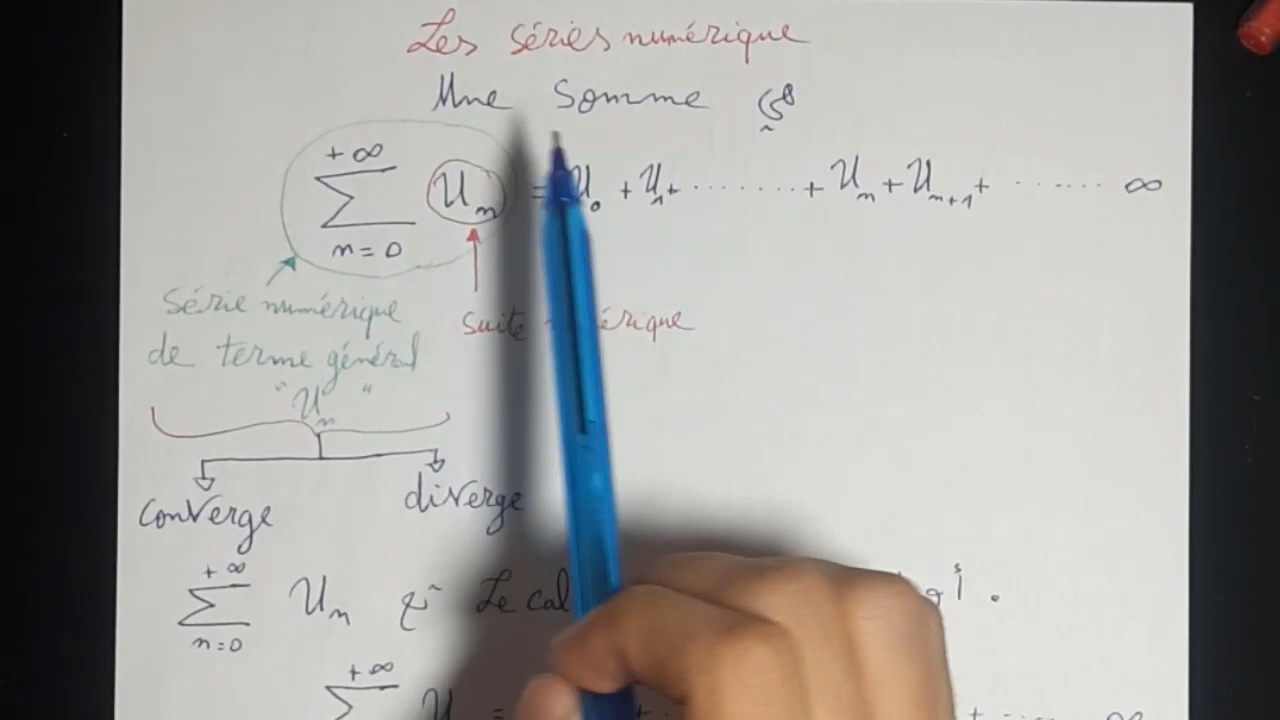 Les séries numérique
Une Somme هي
+∞
∑ Un = U0 + U1 + ........ + Un + Un+1 + ....... ∞
n=0
série numérique
de terme général
"Un"
suite
converge
diverge
+∞
∑ Un
n=0
Le cal
+∞
∑ U =
+ ... ∞